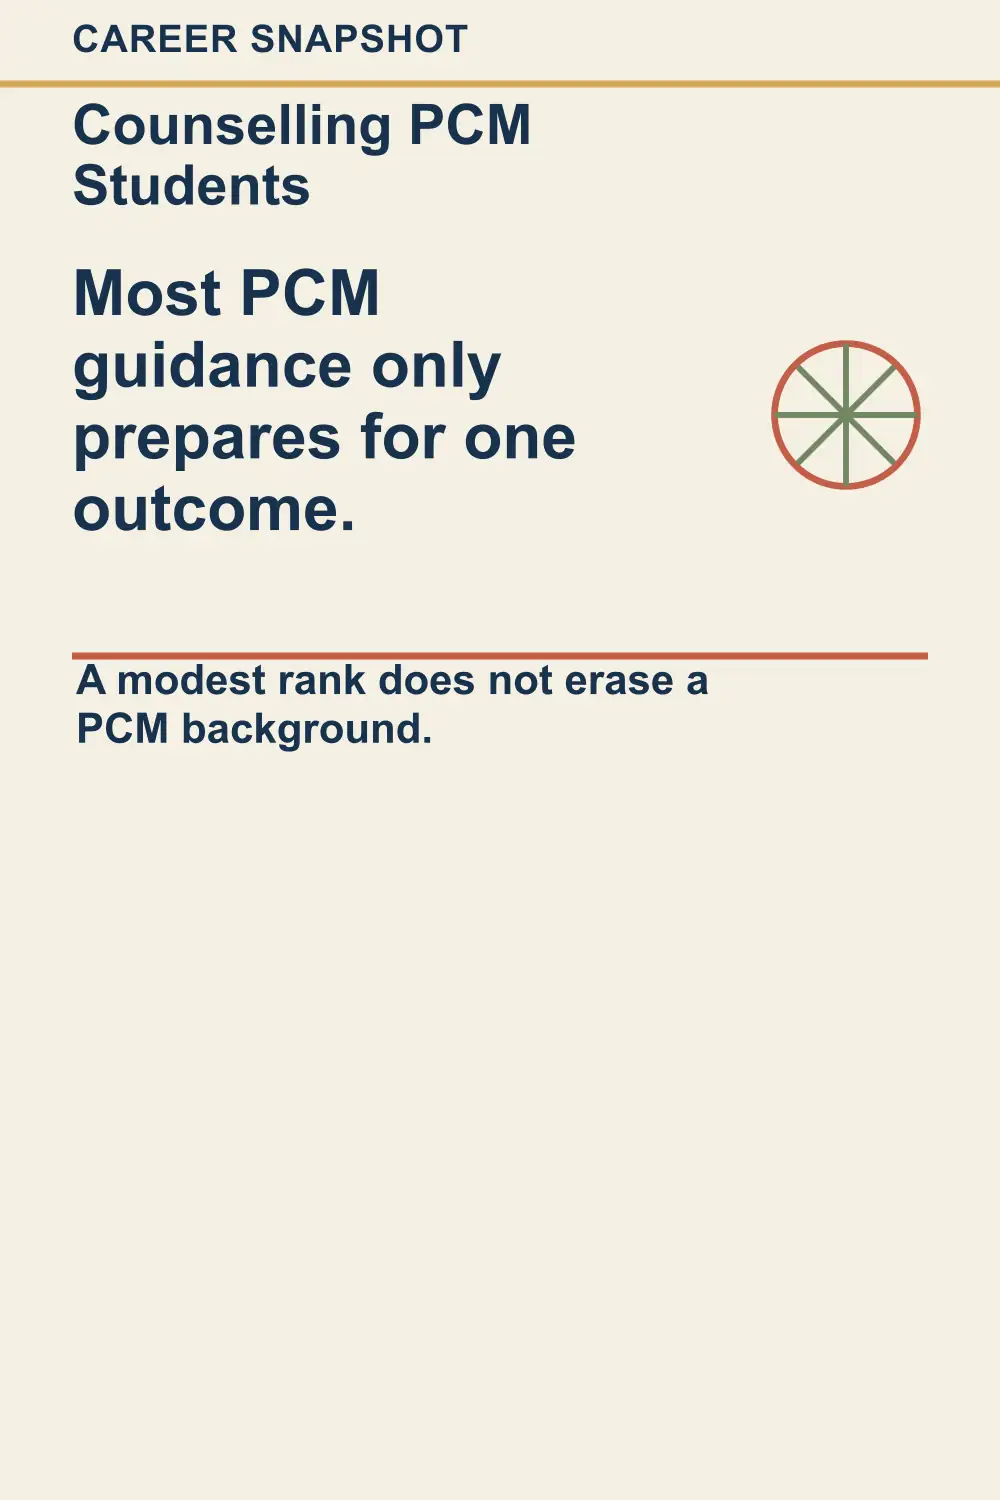 CAREER SNAPSHOT
Counselling PCM
Students
Most PCM
guidance only
prepares for one
outcome.
A modest rank does not erase a
PCM background.